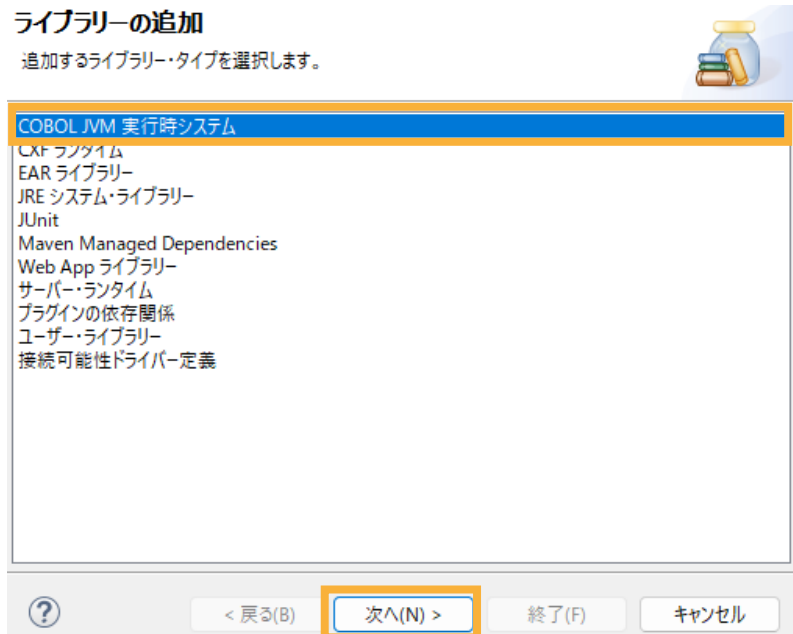 ライブラリーの追加
追加するライブラリー・タイプを選択します。
COBOL JVM 実行時システム
CXF ランタイム
EAR ライブラリー
JRE システム・ライブラリー
JUnit
Maven Managed Dependencies
Web App ライブラリー
サーバー・ランタイム
プラグインの依存関係
ユーザー・ライブラリー
接続可能性ドライバー定義
? < 戻る(B) 次へ(N) > 終了(F) キャンセル